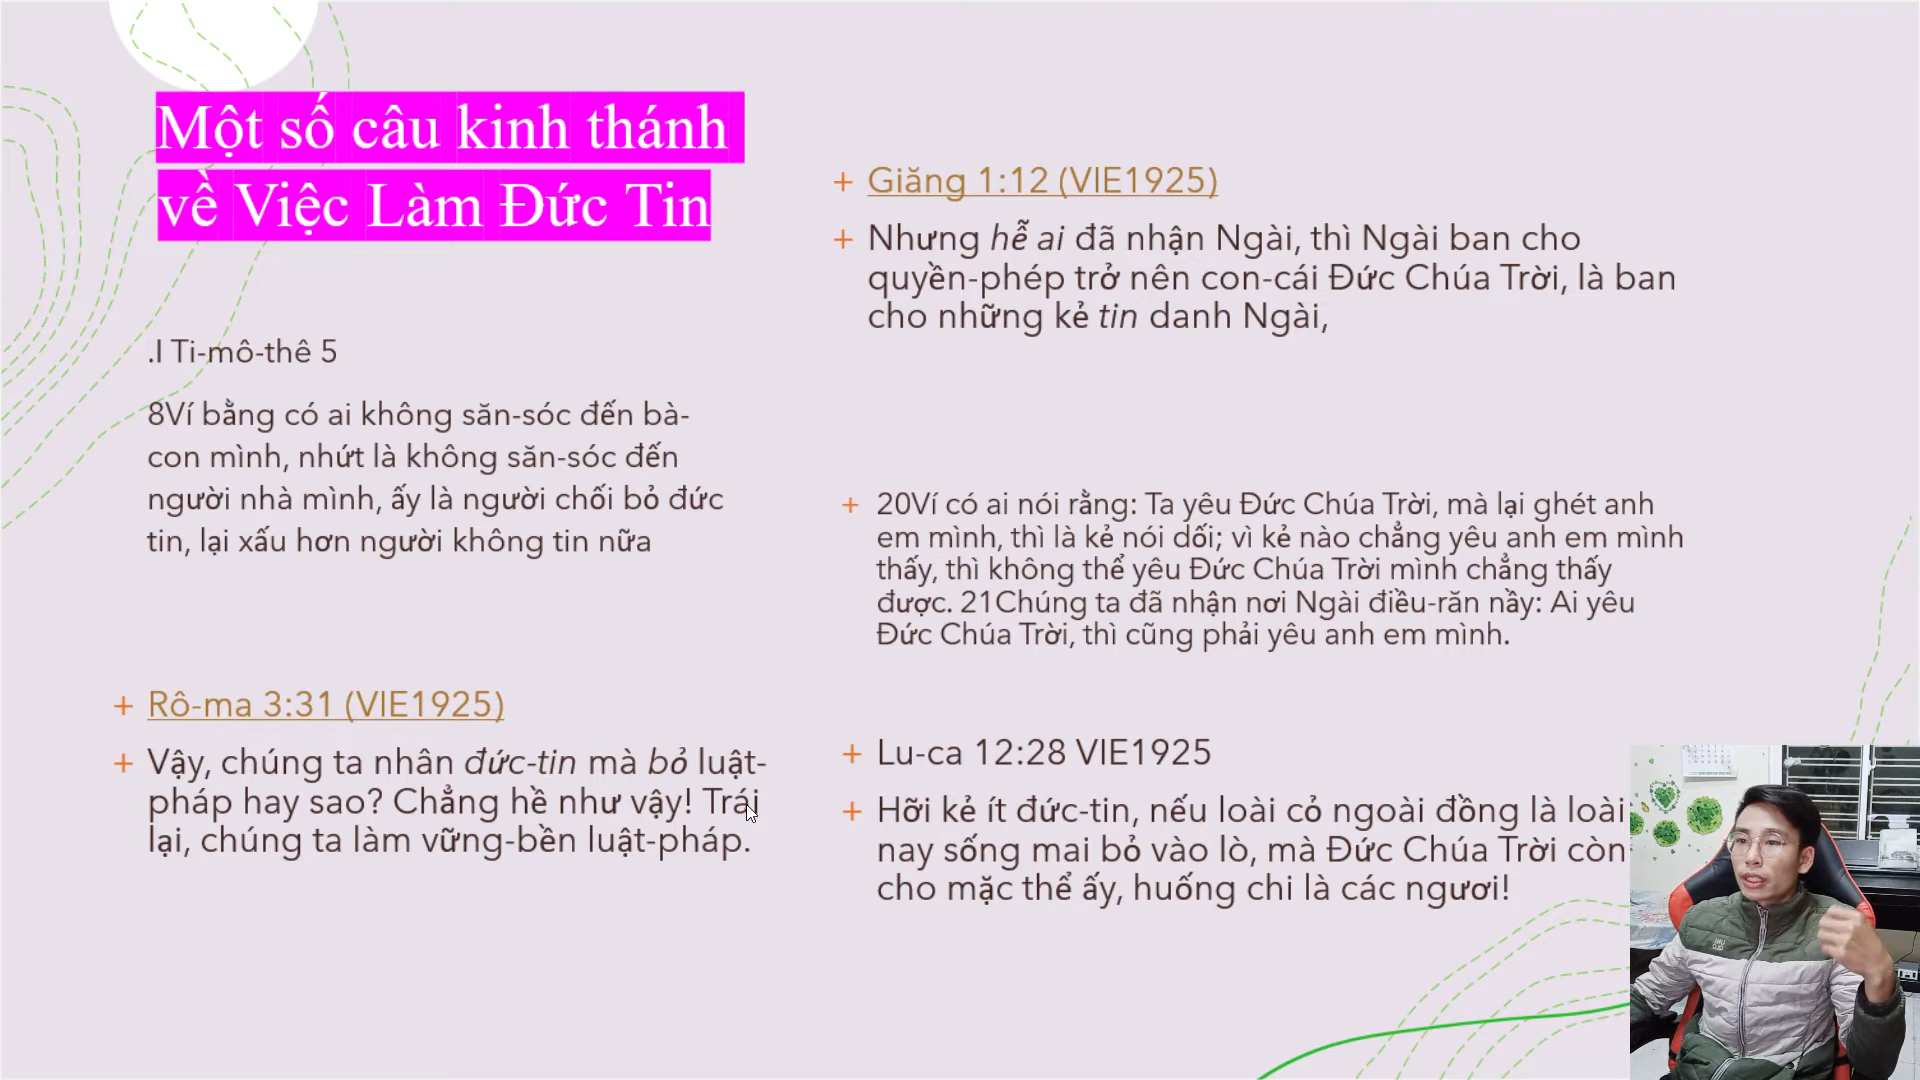 Một số câu kinh thánh
về Việc Làm Đức Tin
.I Ti-mô-thê 5
8Ví bằng có ai không săn-sóc đến bà-
con mình, nhứt là không săn-sóc đến
người nhà mình, ấy là người chối bỏ đức
tin, lại xấu hơn người không tin nữa
+ Rô-ma 3:31 (VIE1925)
+ Vậy, chúng ta nhân đức-tin mà bỏ luật-
pháp hay sao? Chẳng hề như vậy! Trái
lại, chúng ta làm vững-bền luật-pháp.
+ Giăng 1:12 (VIE1925)
+ Nhưng hễ ai đã nhận Ngài, thì Ngài ban cho
quyền-phép trở nên con-cái Đức Chúa Trời, là ban
cho những kẻ tin danh Ngài,
+ 20Ví có ai nói rằng: Ta yêu Đức Chúa Trời, mà lại ghét anh
em mình, thì là kẻ nói dối; vì kẻ nào chẳng yêu anh em mình
thấy, thì không thể yêu Đức Chúa Trời mình chẳng thấy
được. 21Chúng ta đã nhận nơi Ngài điều-răn nầy: Ai yêu
Đức Chúa Trời, thì cũng phải yêu anh em mình.
+ Lu-ca 12:28 VIE1925
+ Hỡi kẻ ít đức-tin, nếu loài cỏ ngoài đồng là loài
nay sống mai bỏ vào lò, mà Đức Chúa Trời còn
cho mặc thể ấy, huống chi là các ngươi!